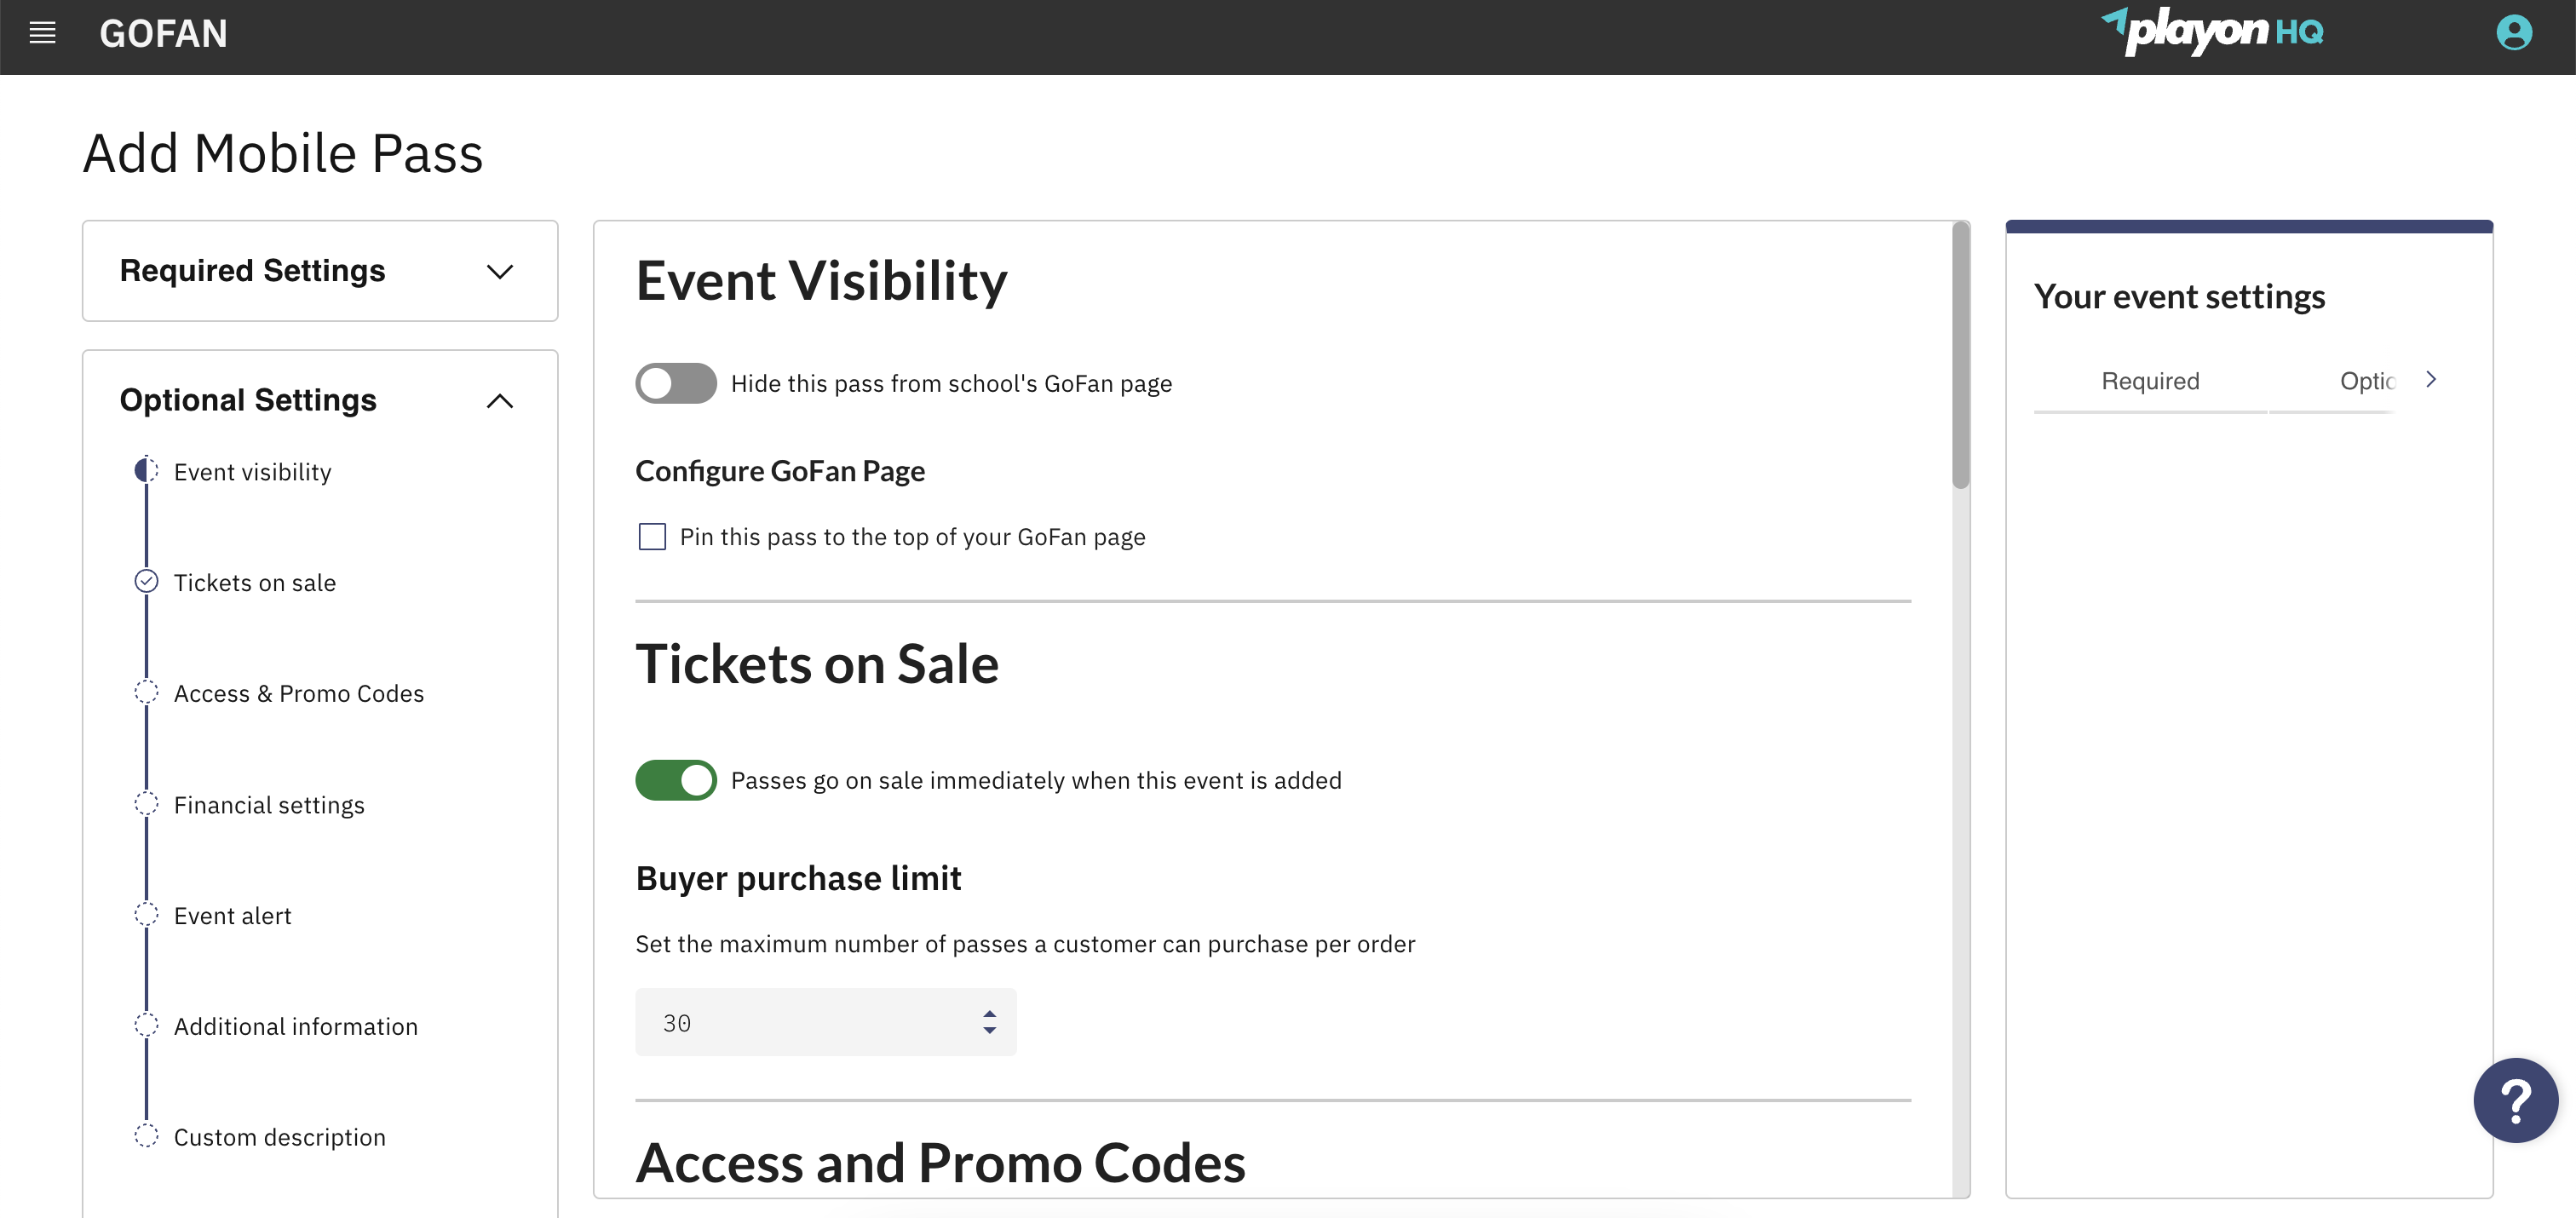 GOFAN
playon HQ
Add Mobile Pass
Required Settings
Optional Settings
Event visibility
Tickets on sale
Access & Promo Codes
Financial settings
Event alert
Additional information
Custom description
Event Visibility
Hide this pass from school's GoFan page
Configure GoFan Page
Pin this pass to the top of your GoFan page
Tickets on Sale
Passes go on sale immediately when this event is added
Buyer purchase limit
Set the maximum number of passes a customer can purchase per order
30
Access and Promo Codes
Your event settings
Required
Optio
?